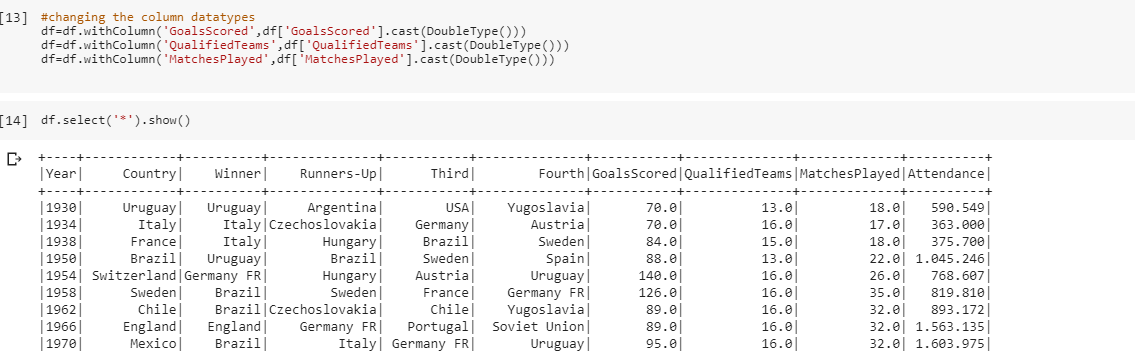 [13] #changing the column datatypes
df=df.withColumn('GoalsScored',df['GoalsScored'].cast(DoubleType()))
df=df.withColumn('QualifiedTeams',df['QualifiedTeams'].cast(DoubleType()))
df=df.withColumn('MatchesPlayed',df['MatchesPlayed'].cast(DoubleType()))
[14] df.select('*').show()
+----+------------+----------+--------------+----------+--------------+-----------+--------------+-------------+----------+
|Year|     Country|    Winner|    Runners-Up|     Third|        Fourth|GoalsScored|QualifiedTeams|MatchesPlayed|Attendance|
+----+------------+----------+--------------+----------+--------------+-----------+--------------+-------------+----------+
|1930|     Uruguay|   Uruguay|     Argentina|       USA|    Yugoslavia|       70.0|          13.0|         18.0|   590.549|
|1934|       Italy|     Italy|Czechoslovakia|   Germany|       Austria|       70.0|          16.0|         17.0|   363.000|
|1938|      France|     Italy|       Hungary|    Brazil|        Sweden|       84.0|          15.0|         18.0|   375.700|
|1950|      Brazil|   Uruguay|        Brazil|    Sweden|         Spain|       88.0|          13.0|         22.0| 1.045.246|
|1954| Switzerland|Germany FR|       Hungary|   Austria|       Uruguay|      140.0|          16.0|         26.0|   768.607|
|1958|      Sweden|    Brazil|        Sweden|    France|    Germany FR|      126.0|          16.0|         35.0|   819.810|
|1962|       Chile|    Brazil|Czechoslovakia|     Chile|    Yugoslavia|       89.0|          16.0|         32.0|   893.172|
|1966|     England|   England|    Germany FR|  Portugal|  Soviet Union|       89.0|          16.0|         32.0| 1.563.135|
|1970|      Mexico|    Brazil|         Italy|Germany FR|       Uruguay|       95.0|          16.0|         32.0| 1.603.975|